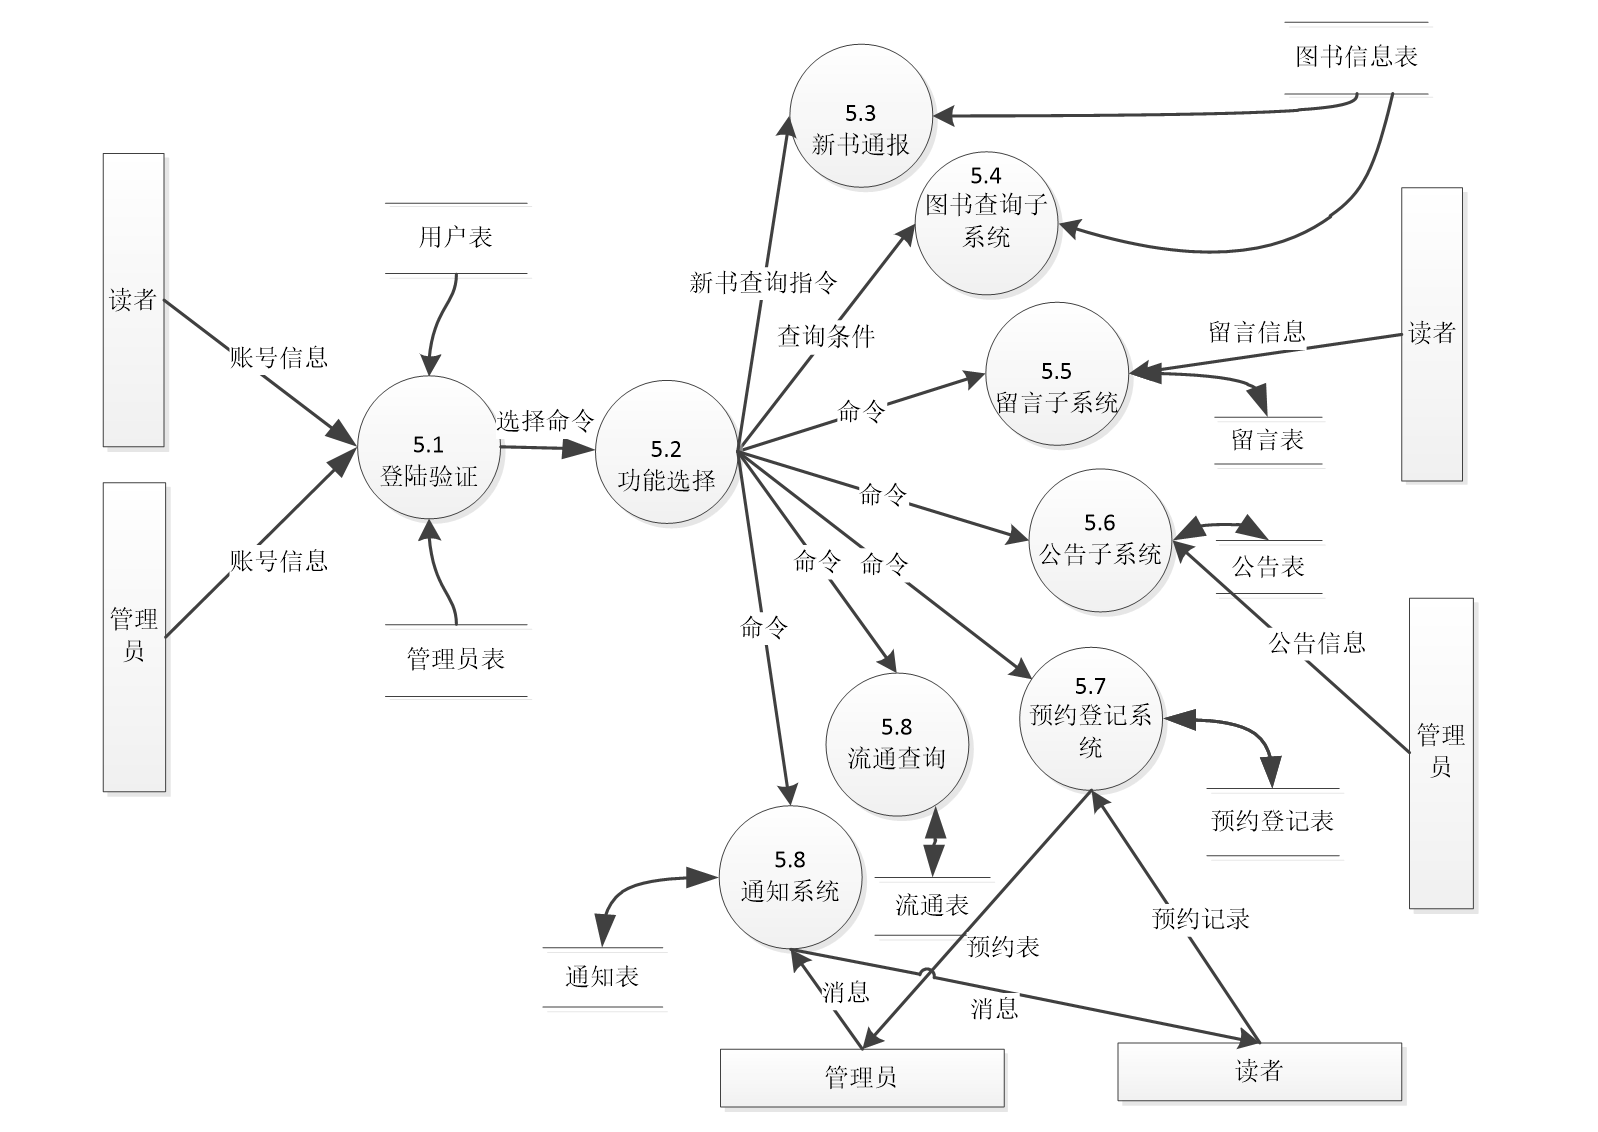 图书信息表
5.3
新书通报
5.4
图书查询子
系统
用户表
读者
新书查询指令
查询条件
留言信息
读者
账号信息
5.5
留言子系统
命令
选择命令
留言表
5.1
登陆验证
5.2
功能选择
命令
5.6
公告子系统
公告表
账号信息
命令
命令
管理
员
命令
公告信息
管理员表
5.7
预约登记系
统
5.8
流通查询
管理
员
预约登记表
5.8
通知系统
流通表
预约记录
预约表
通知表
消息
消息
管理员
读者